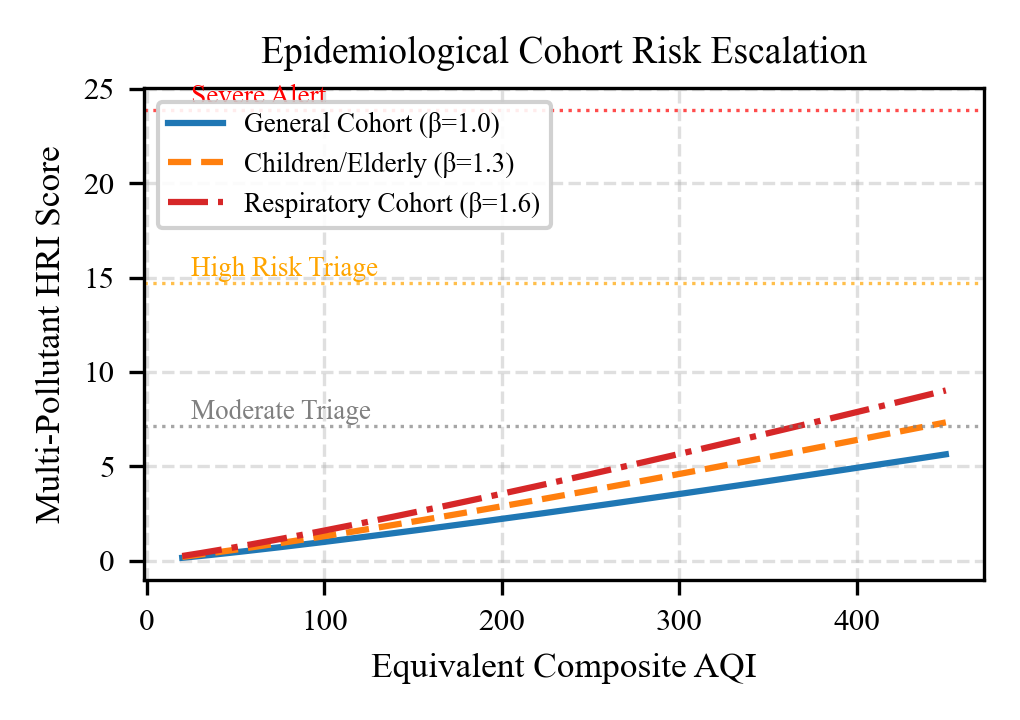 Epidemiological Cohort Risk Escalation
Multi-Pollutant HRI Score
25
20
15
10
5
0
Severe Alert
General Cohort (β=1.0)
Children/Elderly (β=1.3)
Respiratory Cohort (β=1.6)
High Risk Triage
Moderate Triage
0
100
200
300
400
Equivalent Composite AQI